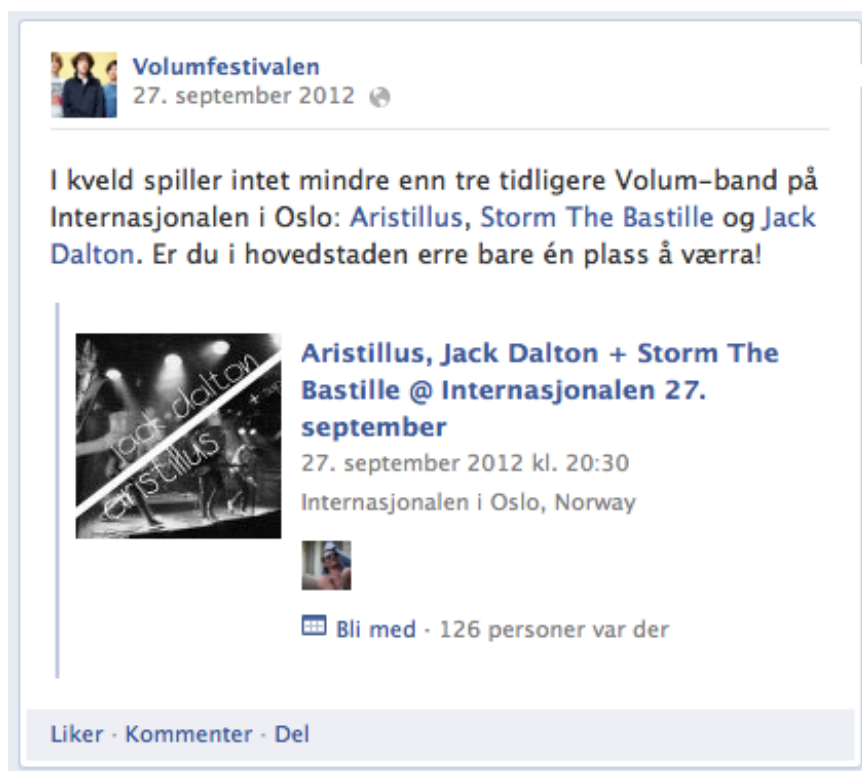 Volumfestivalen
27. september 2012
I kveld spiller intet mindre enn tre tidligere Volum-band på
Internasjonalen i Oslo: Aristillus, Storm The Bastille og Jack
Dalton. Er du i hovedstaden erre bare én plass å værra!
jack dalton
aristillus
Aristillus, Jack Dalton + Storm The
Bastille @ Internasjonalen 27.
september
27. september 2012 kl. 20:30
Internasjonalen i Oslo, Norway
Bli med · 126 personer var der
Liker · Kommenter · Del